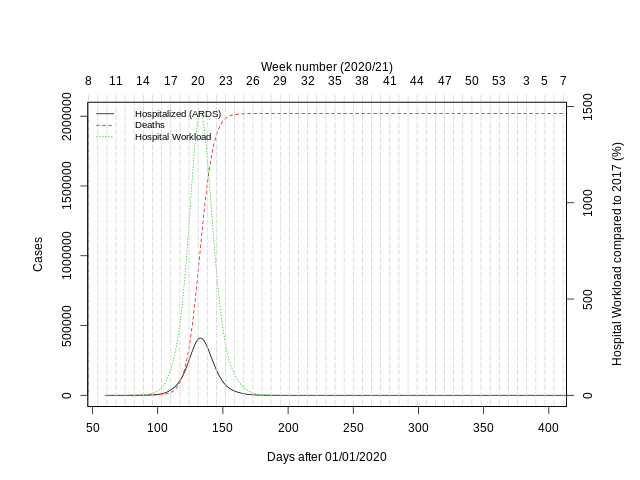 Week number (2020/21)
8 11 14 17 20 23 26 29 32 35 38 41 44 47 50 53 3 5 7
Hospitalized (ARDS)
Deaths
Hospital Workload
Cases
2000000
1500000
1000000
500000
0
1500
1000
500
0
Hospital Workload compared to 2017 (%)
50 100 150 200 250 300 350 400
Days after 01/01/2020